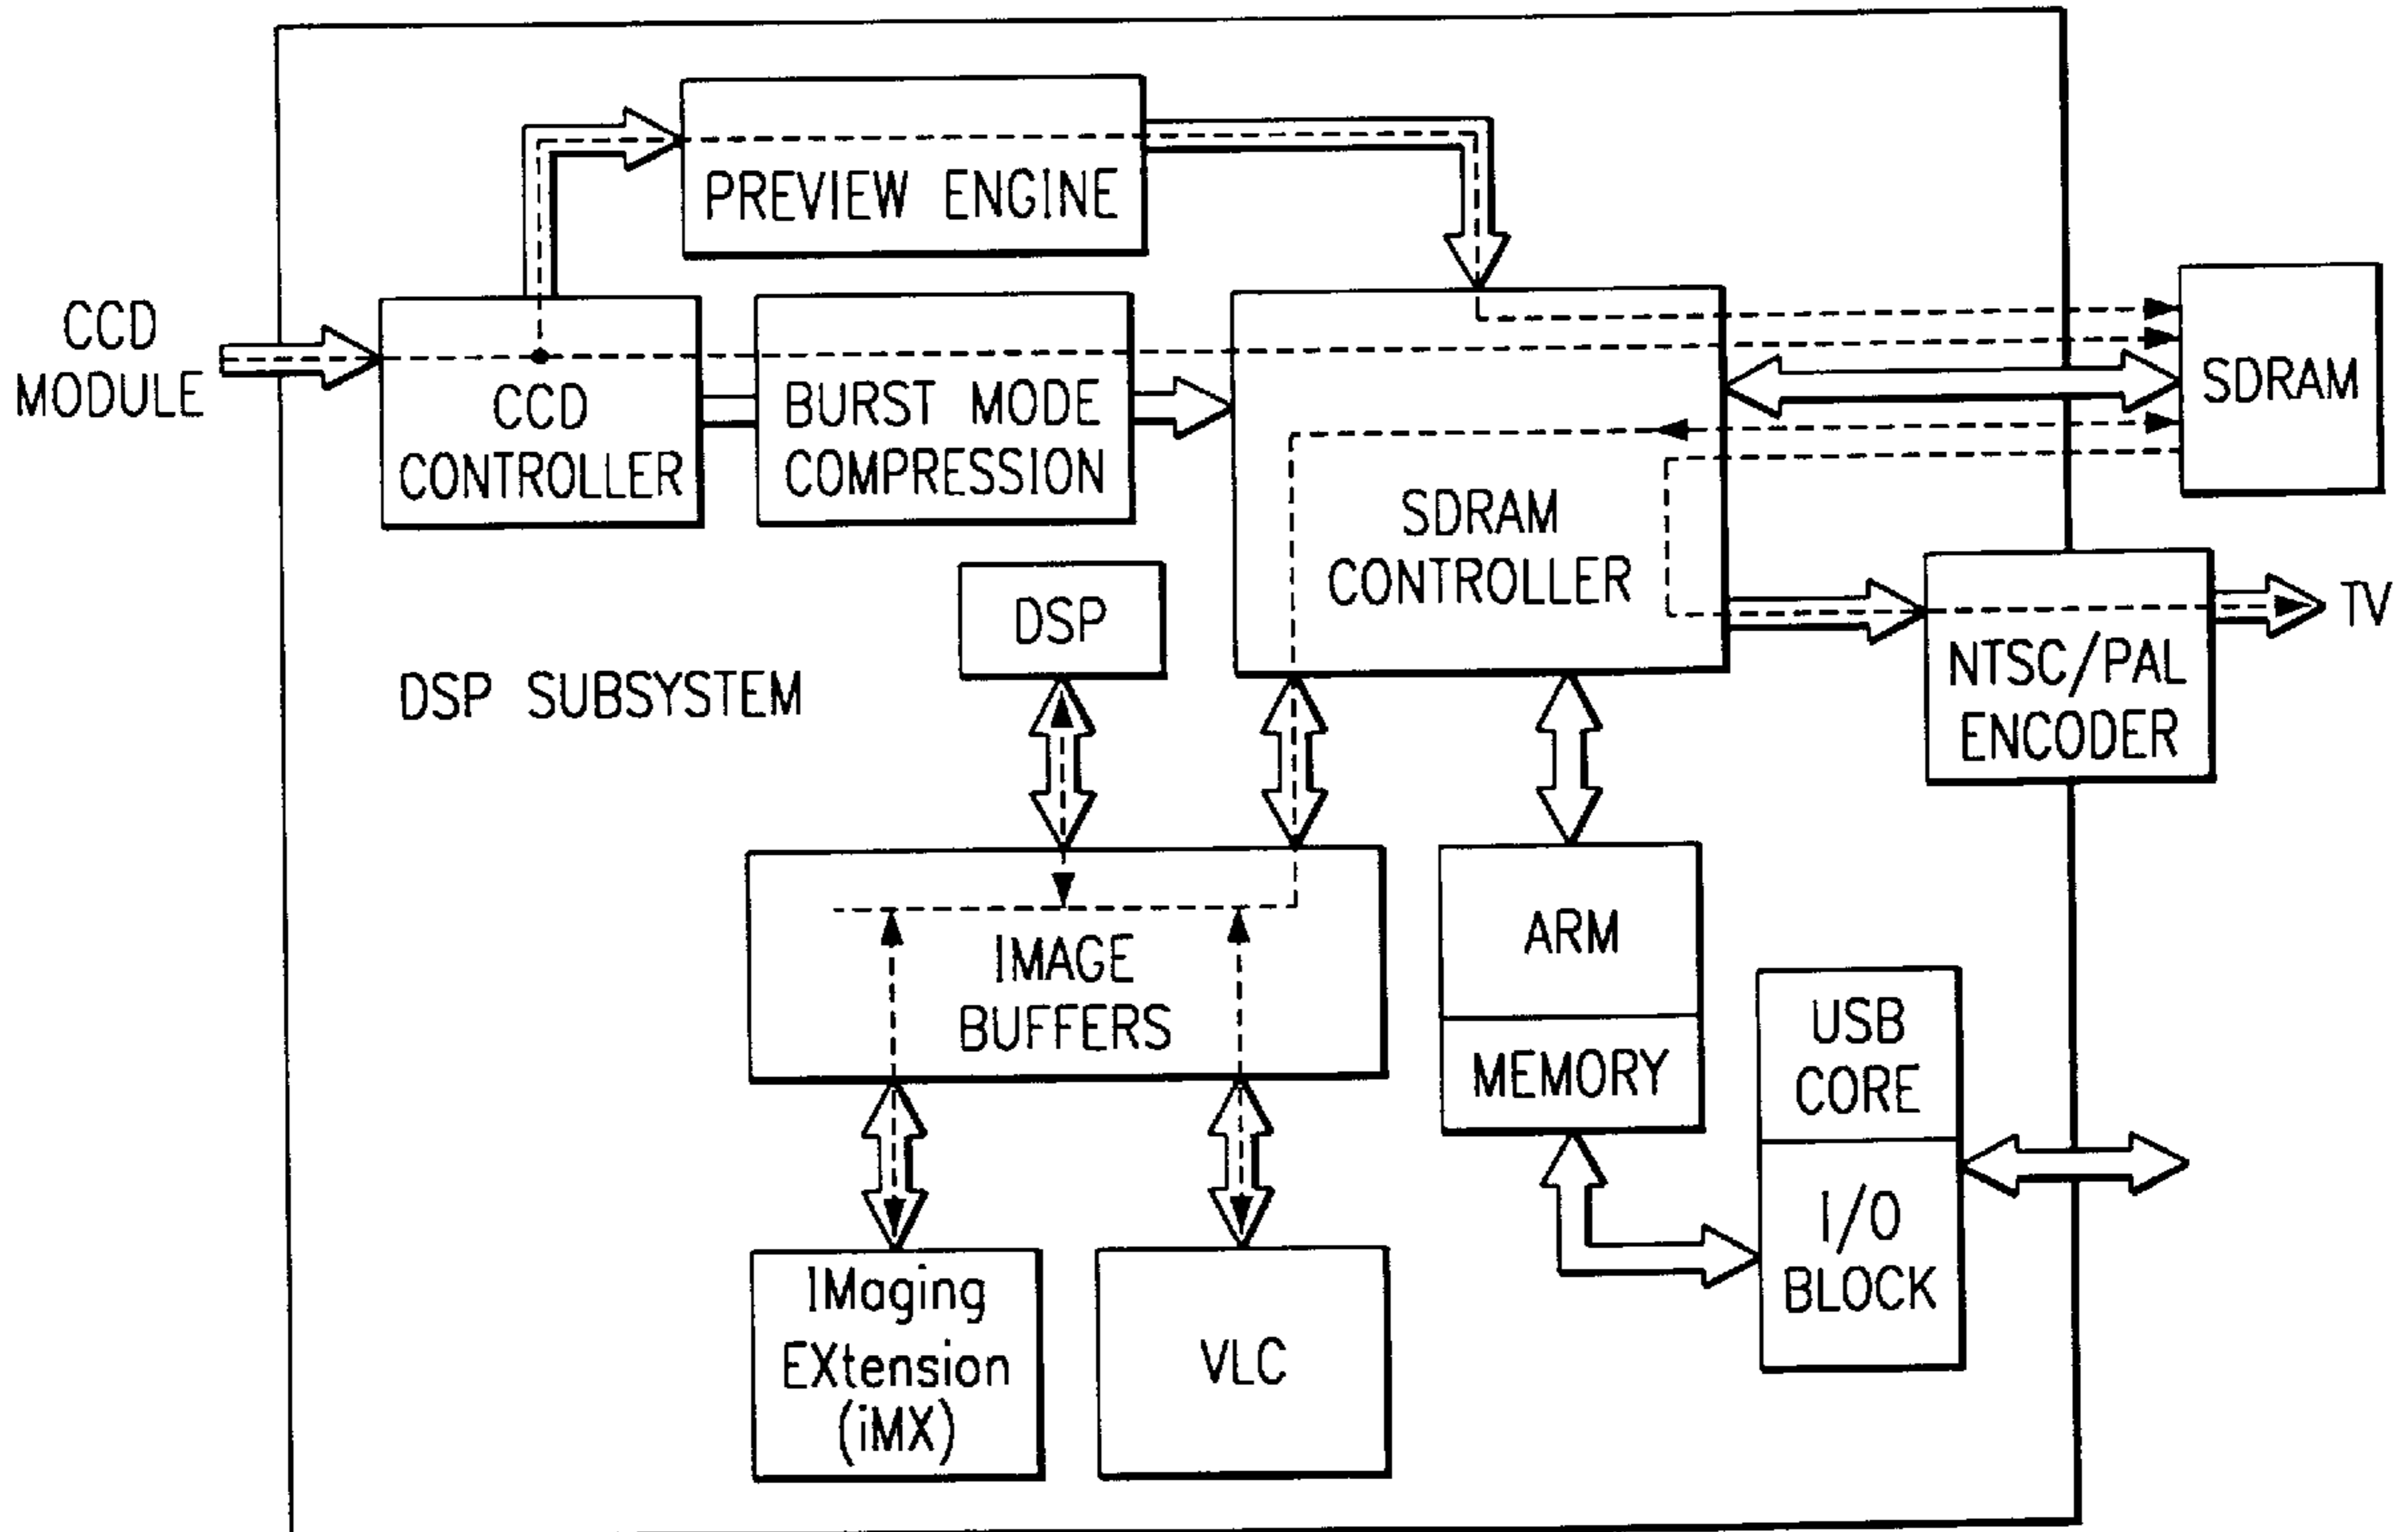 PREVIEW ENGINE
CCD
MODULE
CCD
CONTROLLER
BURST MODE
COMPRESSION
SDRAM
CONTROLLER
SDRAM
DSP
DSP SUBSYSTEM
NTSC/PAL
ENCODER
TV
IMAGE
BUFFERS
ARM
MEMORY
USB
CORE
I/O
BLOCK
IMaging
EXtension
(iMX)
VLC